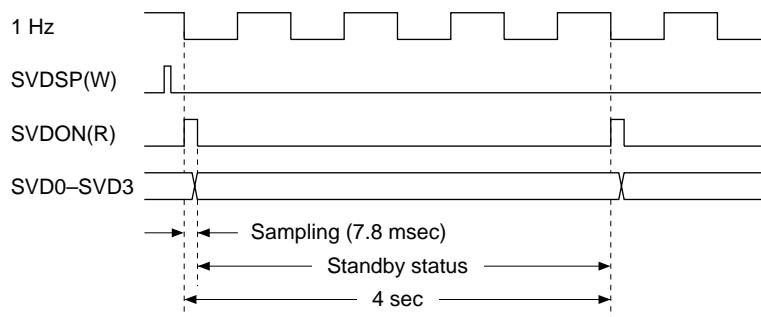 1 Hz
SVDSP(W)
SVDON(R)
SVD0–SVD3
Sampling (7.8 msec)
Standby status
4 sec